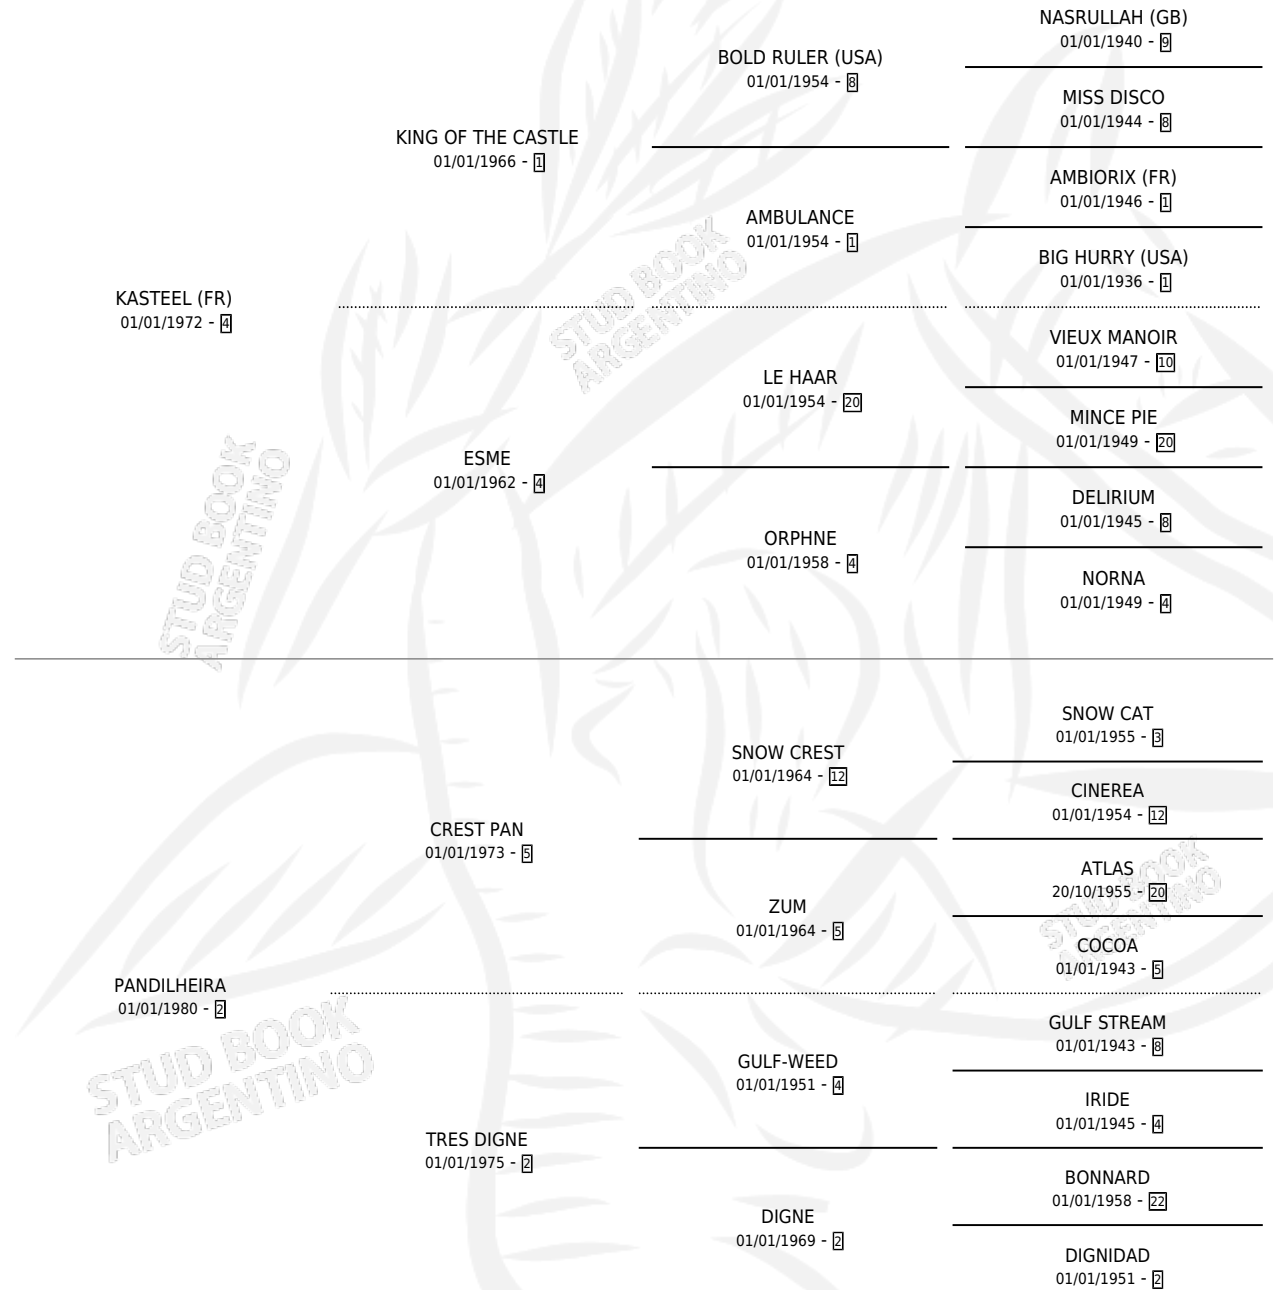 NASRULLAH (GB)
01/01/1940 - 9
BOLD RULER (USA)
01/01/1954 - 8
MISS DISCO
01/01/1944 - 8
KING OF THE CASTLE
01/01/1966 - 1
AMBIORIX (FR)
01/01/1946 - 1
AMBULANCE
01/01/1954 - 1
BIG HURRY (USA)
01/01/1936 - 1
KASTEEL (FR)
01/01/1972 - 4
VIEUX MANOIR
01/01/1947 - 10
LE HAAR
01/01/1954 - 20
MINCE PIE
01/01/1949 - 20
ESME
01/01/1962 - 4
DELIRIUM
01/01/1945 - 8
ORPHNE
01/01/1958 - 4
NORNA
01/01/1949 - 4
SNOW CAT
01/01/1955 - 3
SNOW CREST
01/01/1964 - 12
CINEREA
01/01/1954 - 12
CREST PAN
01/01/1973 - 5
ATLAS
20/10/1955 - 20
ZUM
01/01/1964 - 5
COCOA
01/01/1943 - 5
PANDILHEIRA
01/01/1980 - 2
GULF STREAM
01/01/1943 - 8
GULF-WEED
01/01/1951 - 4
IRIDE
01/01/1945 - 4
TRES DIGNE
01/01/1975 - 2
BONNARD
01/01/1958 - 22
DIGNE
01/01/1969 - 2
DIGNIDAD
01/01/1951 - 2
STUD BOOK
ARGENTINO
STUD BOOK
ARGENTINO
STUD BOOK
ARGENTINO
STUD BOOK
ARGENTINO